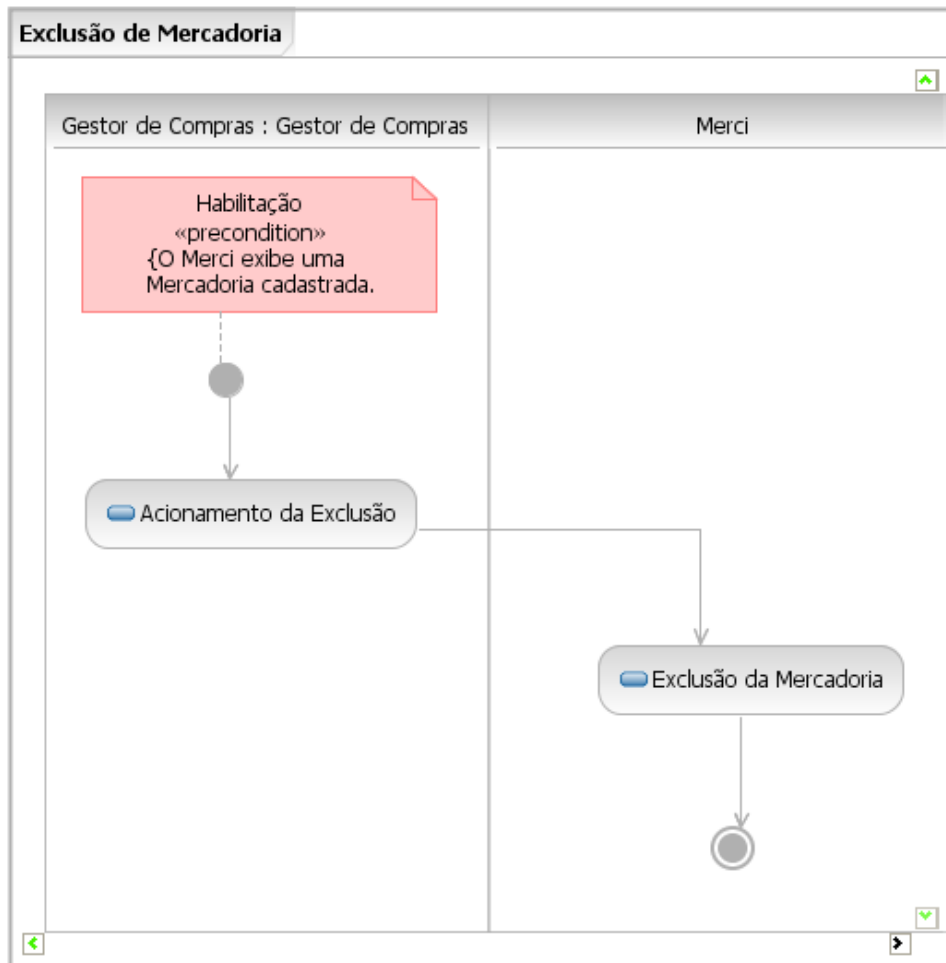 Exclusão de Mercadoria
Gestor de Compras : Gestor de Compras
Merci
Habilitação
«precondition»
{O Merci exibe uma
Mercadoria cadastrada.
Acionamento da Exclusão
Exclusão da Mercadoria